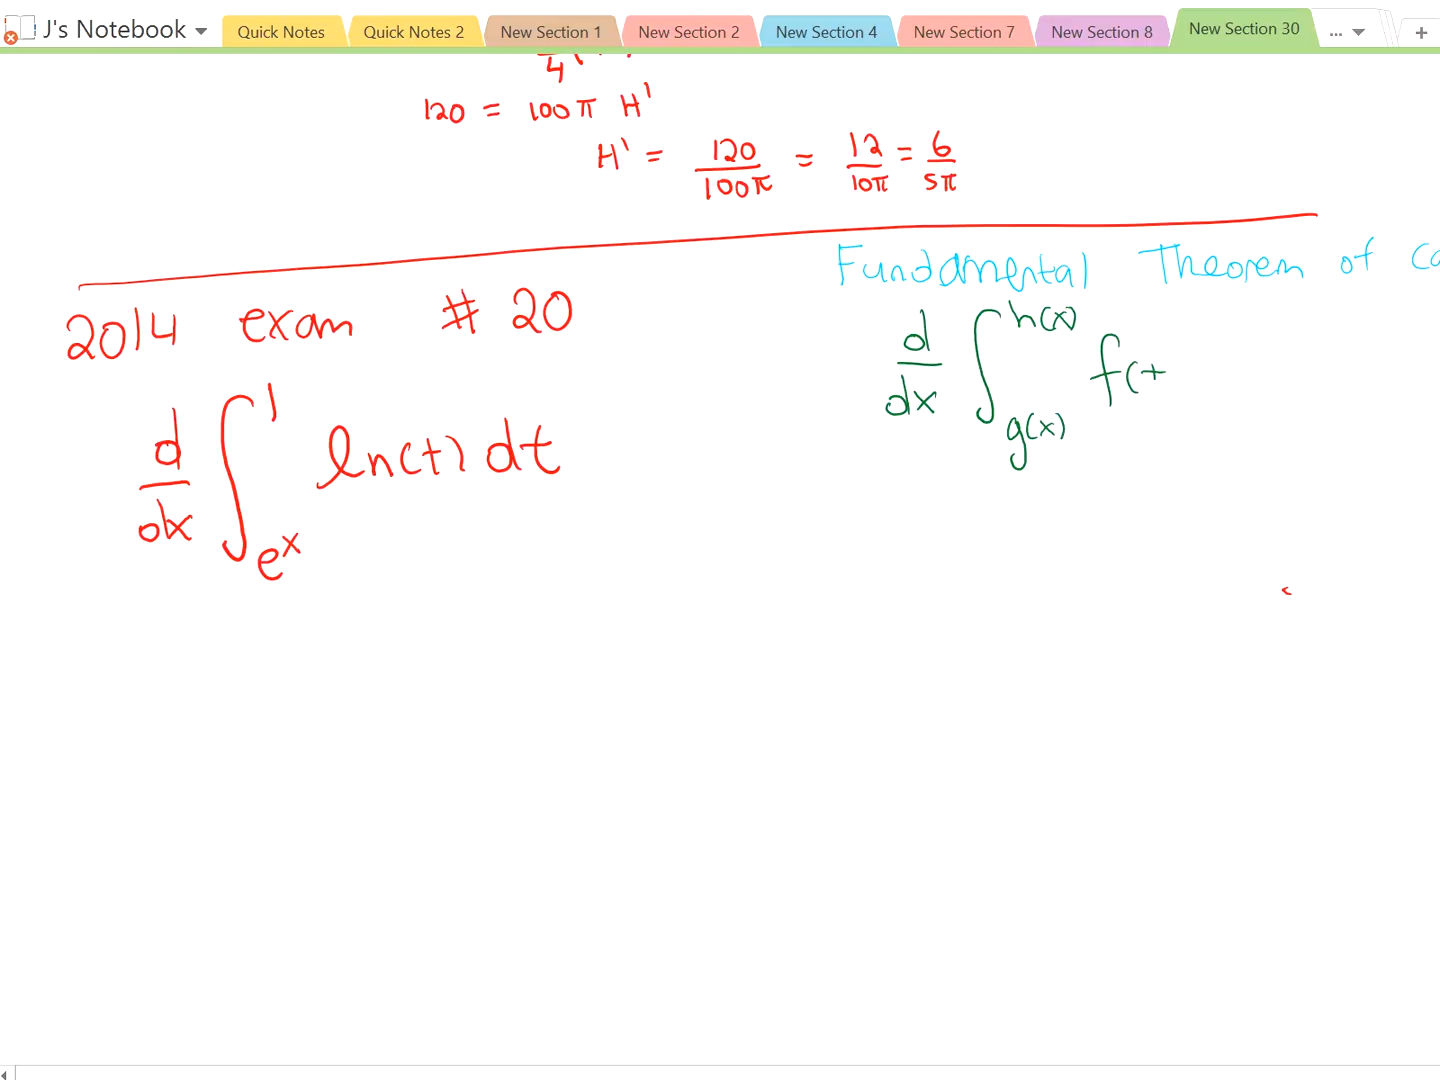 J's Notebook Quick Notes Quick Notes 2 New Section 1 New Section 2 New Section 4 New Section 7 New Section 8 New Section 30 ... +
4
120 = 100π H'
H' = 120/100π = 12/10π = 6/5π
Fundamental Theorem of Ca
2014 exam # 20
d/dx ∫_{g(x)}^{h(x)} f(t
d/dx ∫_{e^x}^{1} ln(t) dt